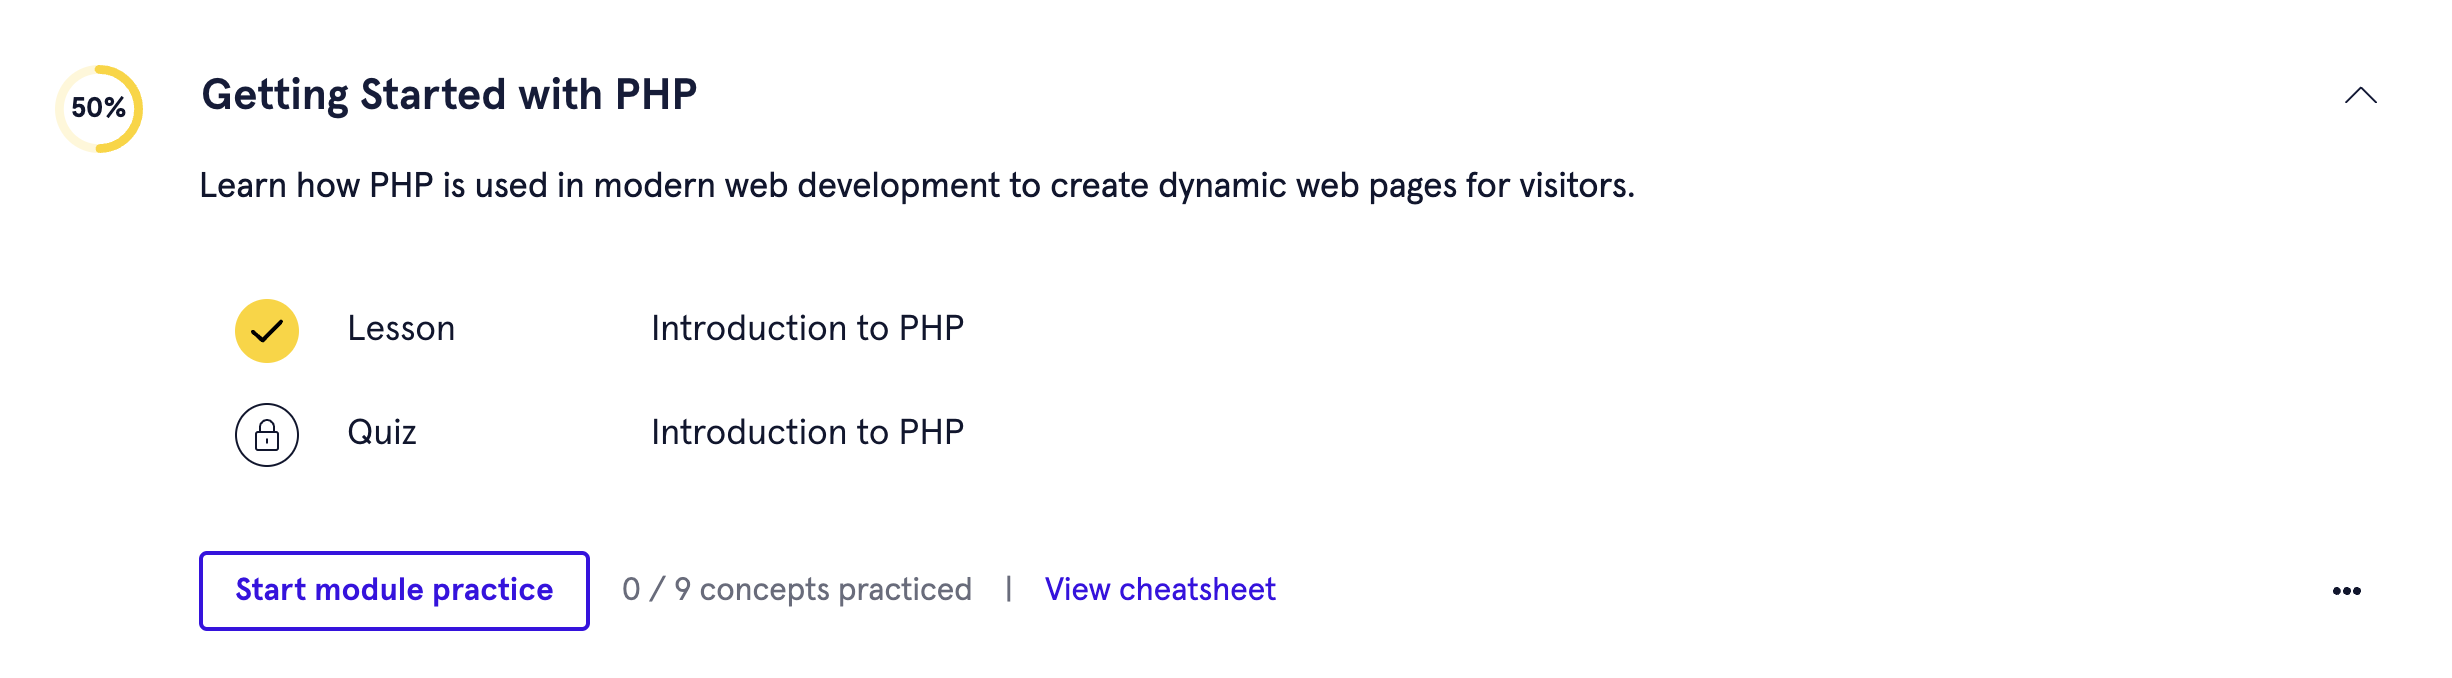 50%
Getting Started with PHP
Learn how PHP is used in modern web development to create dynamic web pages for visitors.
Lesson Introduction to PHP
Quiz Introduction to PHP
Start module practice 0 / 9 concepts practiced | View cheatsheet